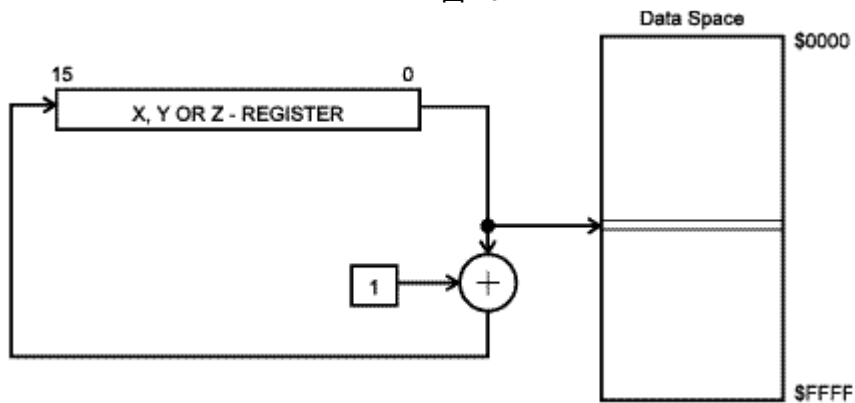 Data Space
$0000
15 0
X, Y OR Z - REGISTER
1
+
$FFFF